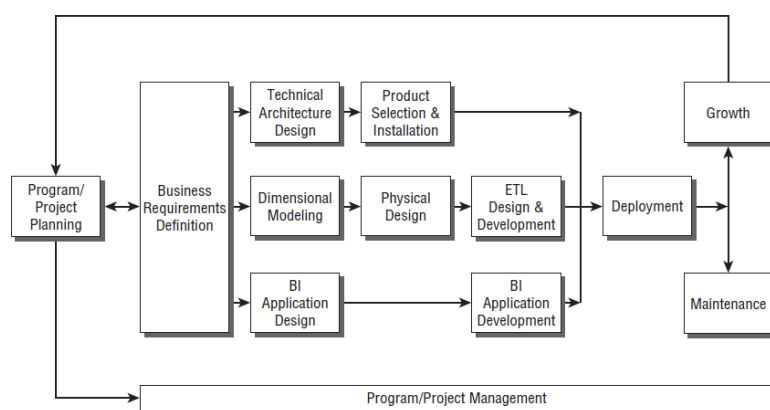 Program/
Project
Planning
Business
Requirements
Definition
Technical
Architecture
Design
Product
Selection &
Installation
Dimensional
Modeling
Physical
Design
ETL
Design &
Development
BI
Application
Design
BI
Application
Development
Deployment
Growth
Maintenance
Program/Project Management